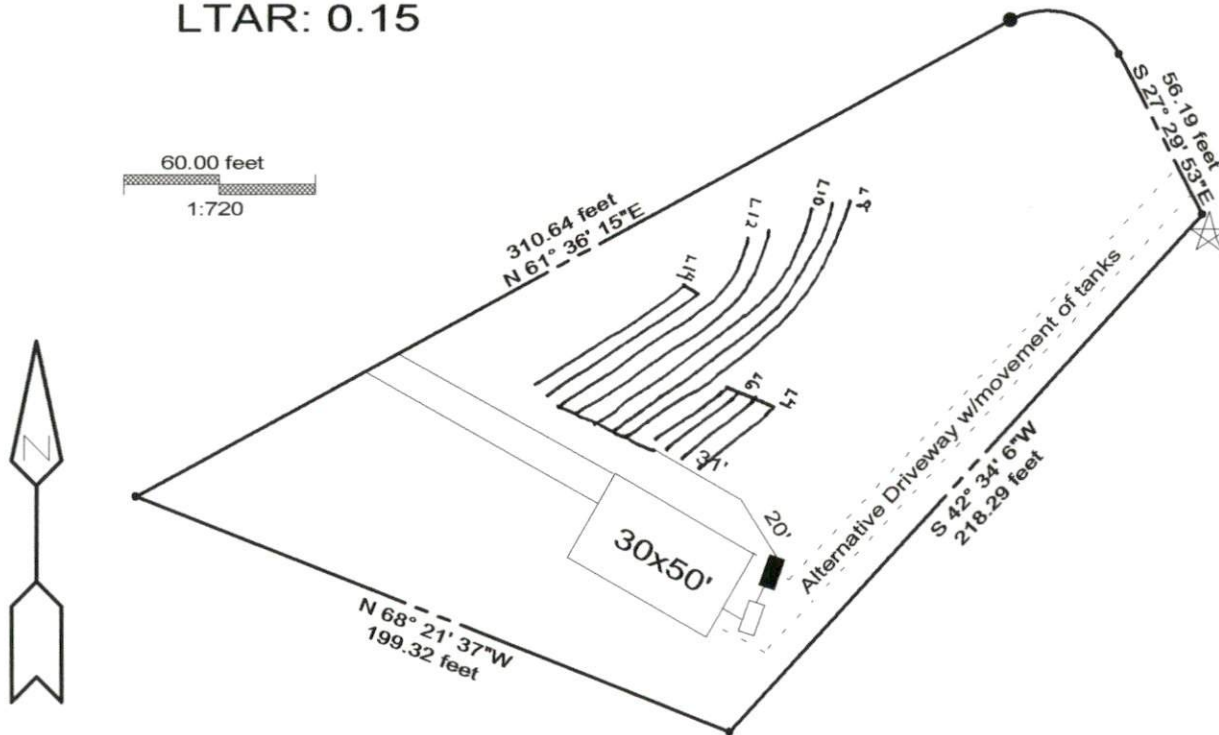 LTAR: 0.15
60.00 feet
1:720
56.19 feet
S 27° 29' 53"E
310.64 feet
N 61° 36' 15"E
L12
L10
L14
L6
L4
31'
20'
30x50'
Alternative Driveway w/movement of tanks
S 42° 34' 6"W
218.29 feet
N 68° 21' 37"W
199.32 feet
N